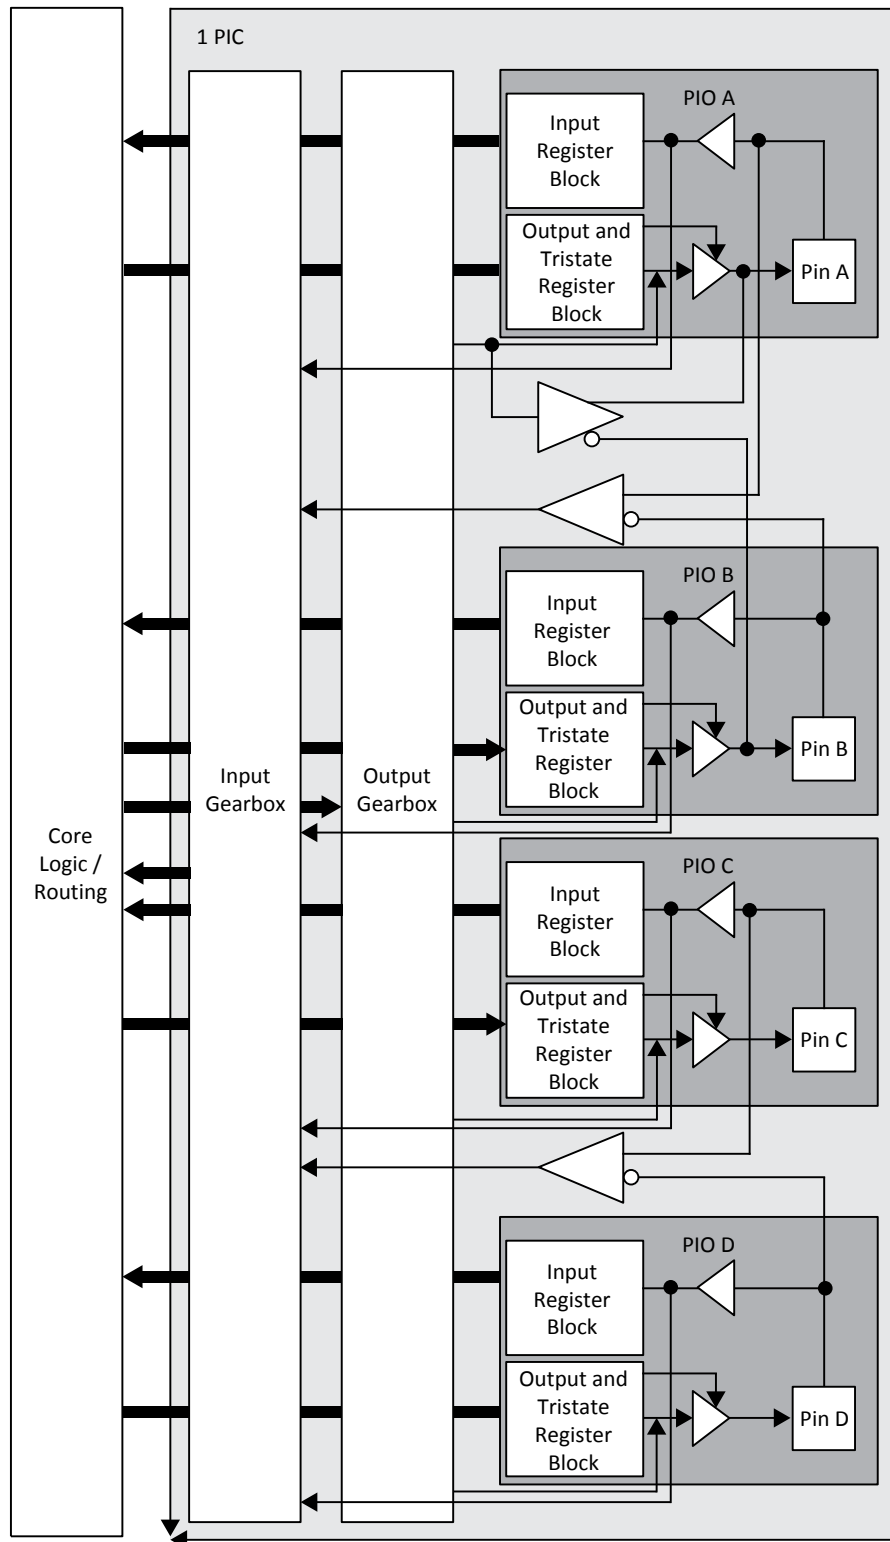 1 PIC
PIO A
Input
Register
Block
Output and
Tristate
Register
Block
Pin A
PIO B
Input
Register
Block
Output and
Tristate
Register
Block
Pin B
Input
Gearbox
Output
Gearbox
Core
Logic /
Routing
PIO C
Input
Register
Block
Output and
Tristate
Register
Block
Pin C
PIO D
Input
Register
Block
Output and
Tristate
Register
Block
Pin D